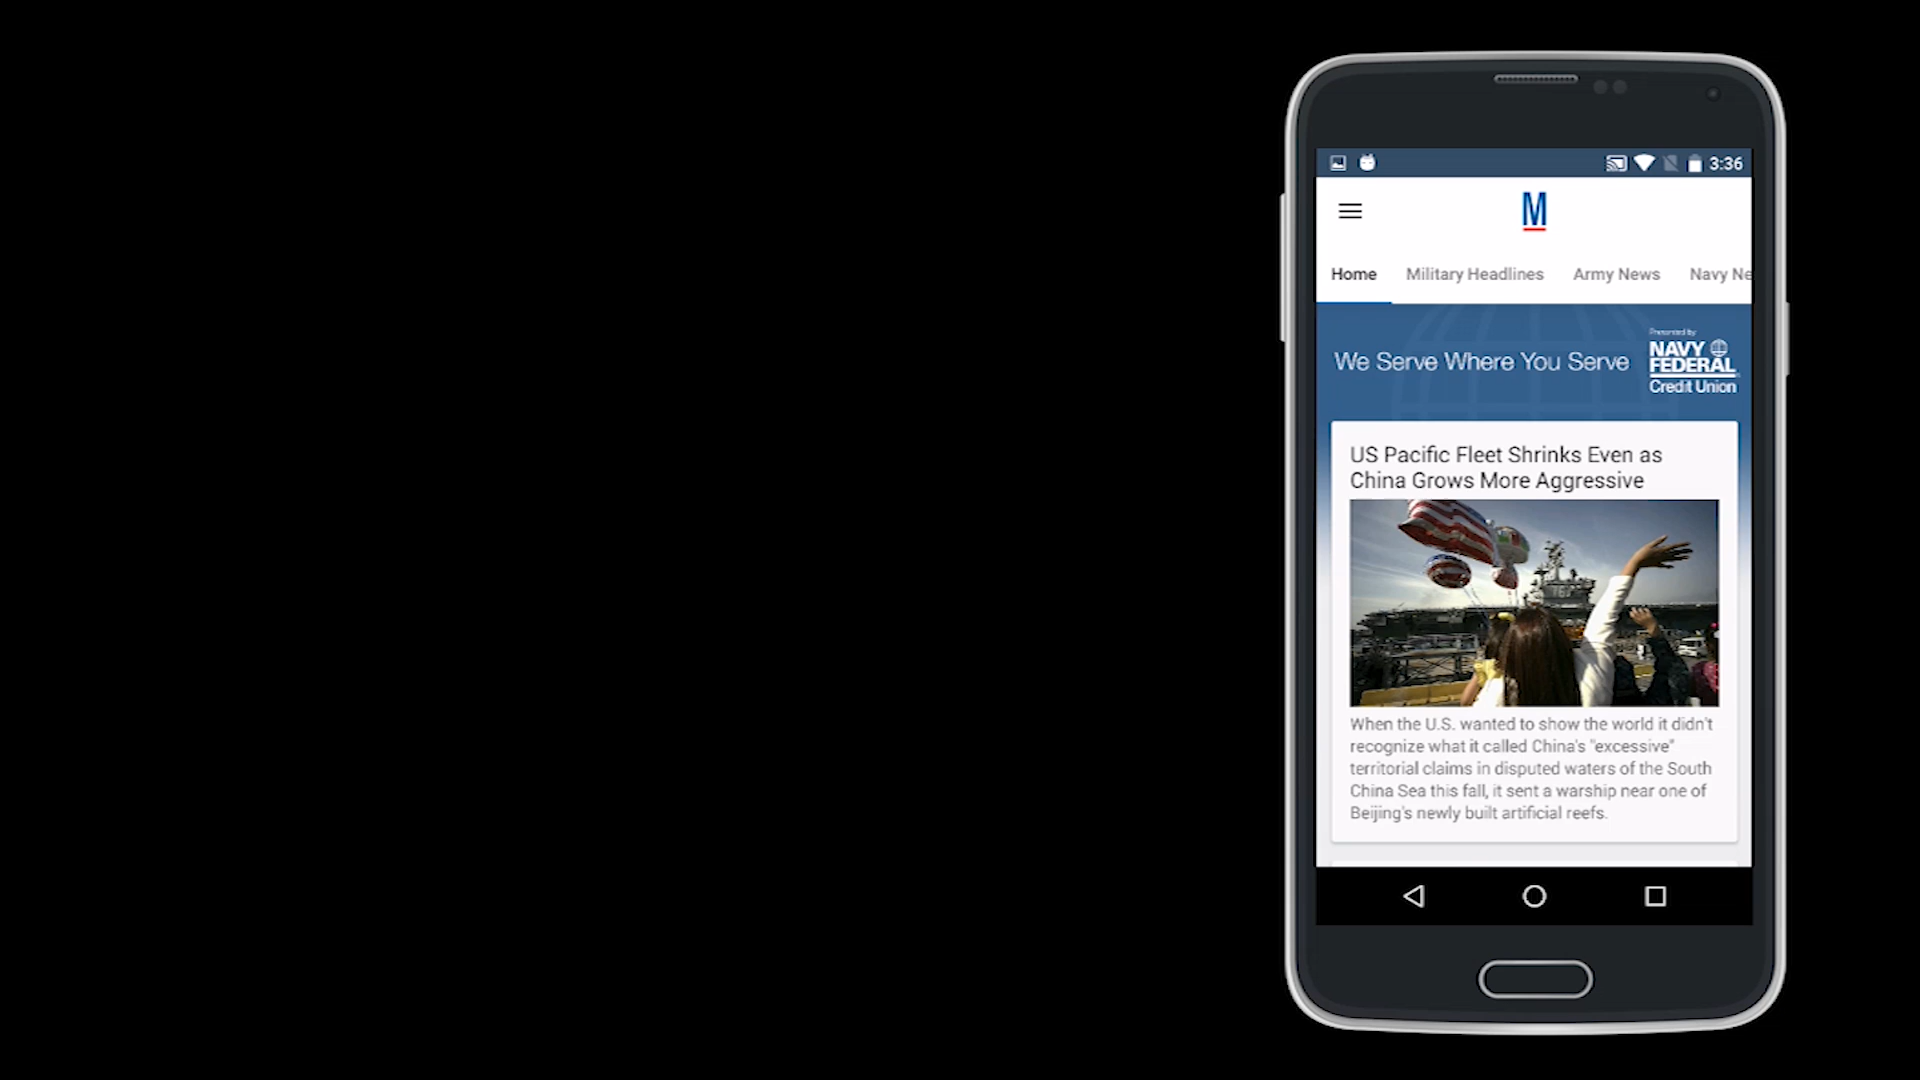 3:36
M
Home Military Headlines Army News Navy Ne
We Serve Where You Serve
Presented by
NAVY
FEDERAL
Credit Union
US Pacific Fleet Shrinks Even as
China Grows More Aggressive
When the U.S. wanted to show the world it didn't
recognize what it called China's "excessive"
territorial claims in disputed waters of the South
China Sea this fall, it sent a warship near one of
Beijing's newly built artificial reefs.